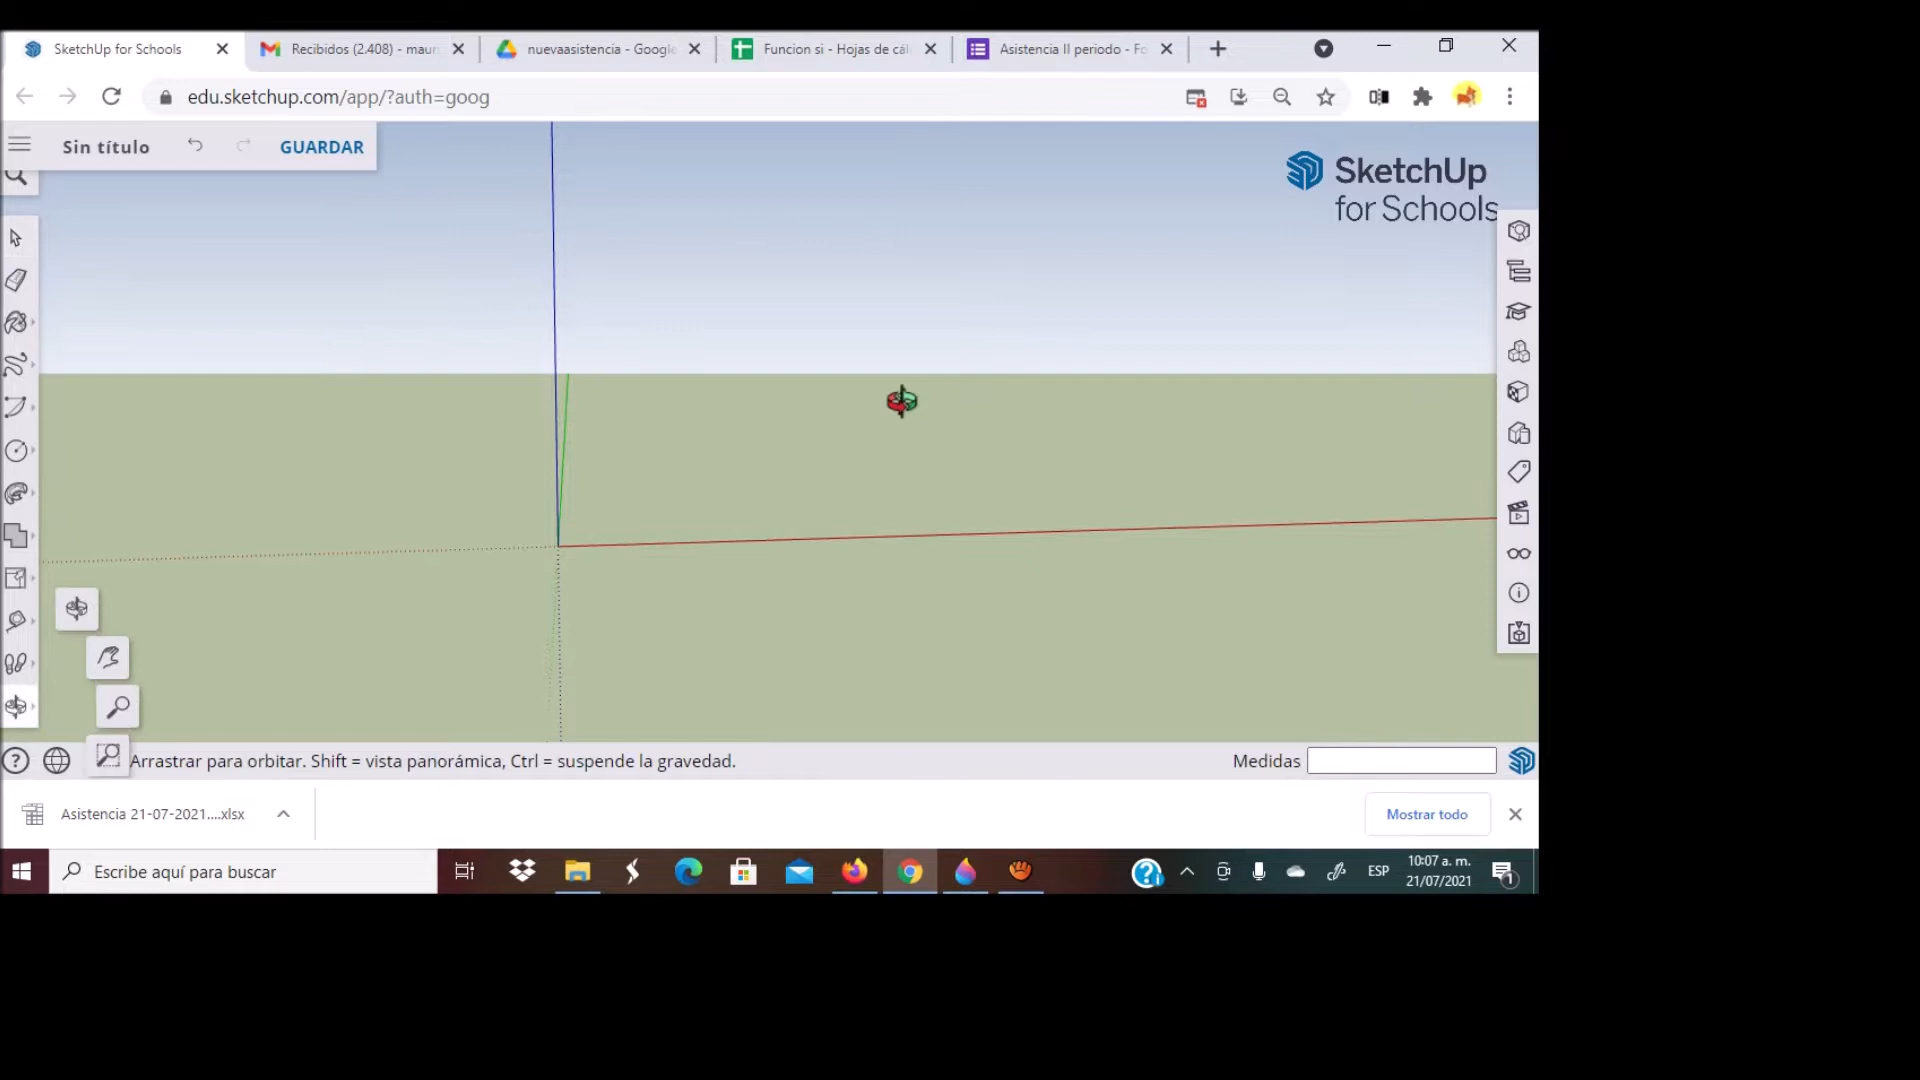 SketchUp for Schools
Recibidos (2.408) - maur
nuevaasistencia - Google
Funcion si - Hojas de cál
Asistencia II periodo - Fo
edu.sketchup.com/app/?auth=goog
Sin título
GUARDAR
SketchUp
for Schools
Arrastrar para orbitar. Shift = vista panorámica, Ctrl = suspende la gravedad.
Medidas
Asistencia 21-07-2021....xlsx
Mostrar todo
Escribe aquí para buscar
ESP
10:07 a. m.
21/07/2021
1